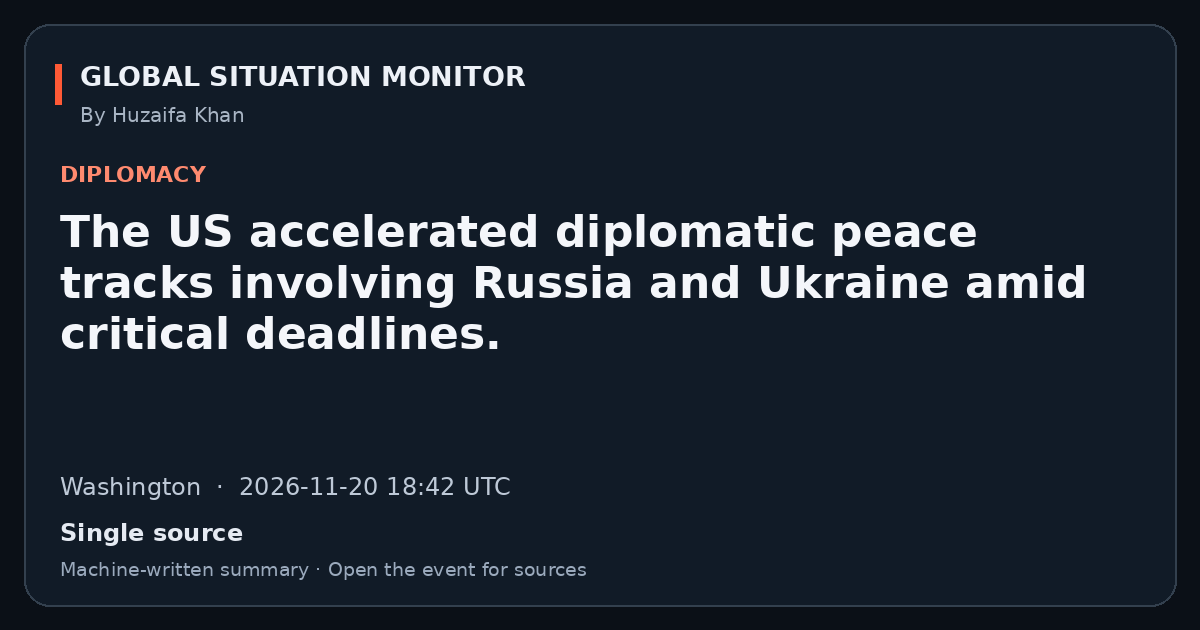 GLOBAL SITUATION MONITOR
By Huzaifa Khan
DIPLOMACY
The US accelerated diplomatic peace
tracks involving Russia and Ukraine amid
critical deadlines.
Washington · 2026-11-20 18:42 UTC
Single source
Machine-written summary · Open the event for sources